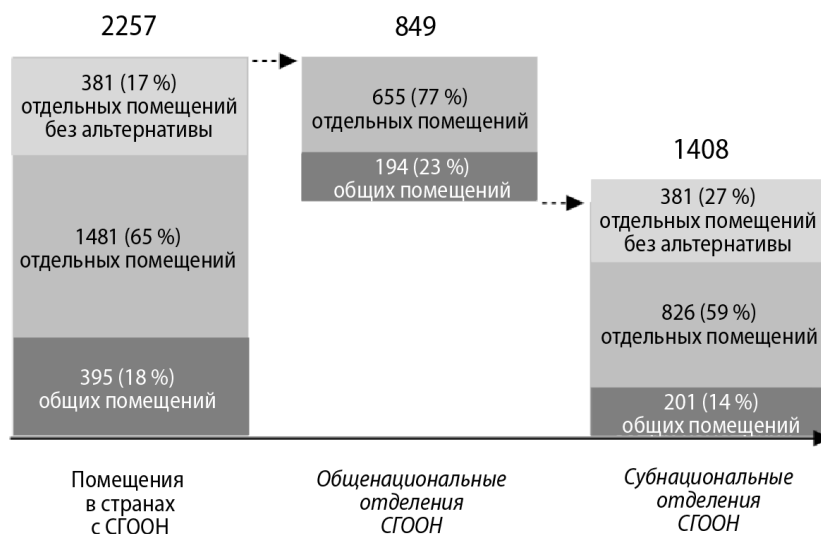 2257
381 (17 %)
отдельных помещений
без альтернативы
1481 (65 %)
отдельных помещений
395 (18 %)
общих помещений
Помещения
в странах
с СГООН
849
655 (77 %)
отдельных помещений
194 (23 %)
общих помещений
Общенациональные
отделения
СГООН
1408
381 (27 %)
отдельных помещений
без альтернативы
826 (59 %)
отдельных помещений
201 (14 %)
общих помещений
Субнациональные
отделения
СГООН